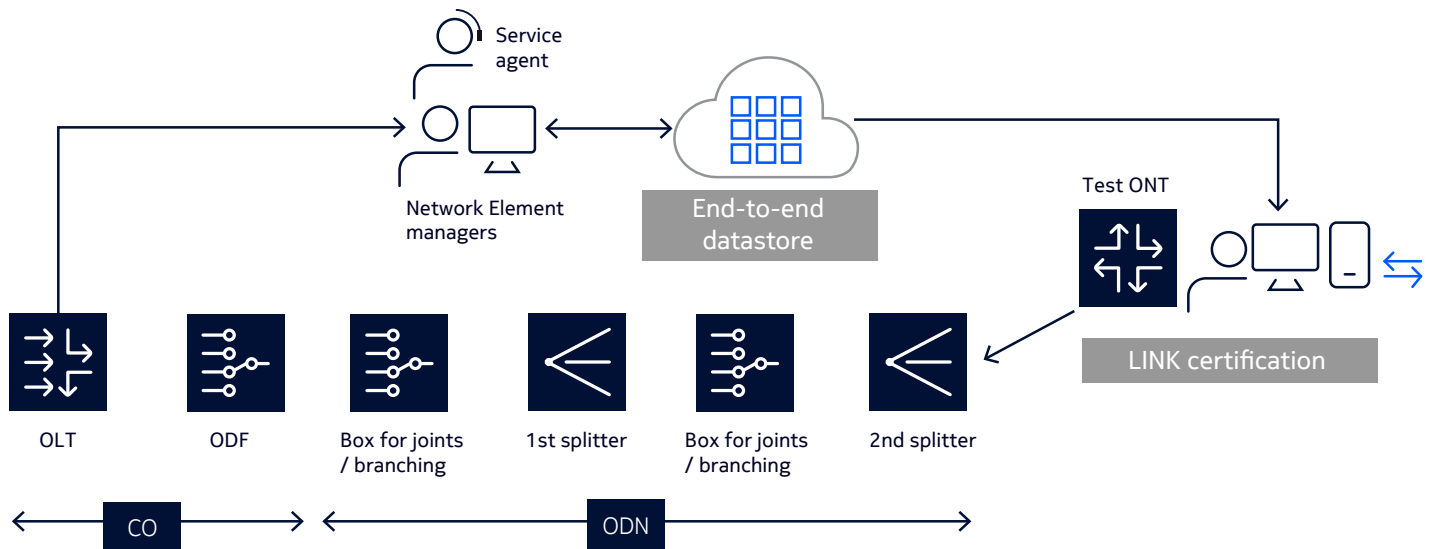 Service
agent
Network Element
managers
End-to-end
datastore
Test ONT
LINK certification
OLT
ODF
Box for joints
/ branching
1st splitter
Box for joints
/ branching
2nd splitter
CO
ODN